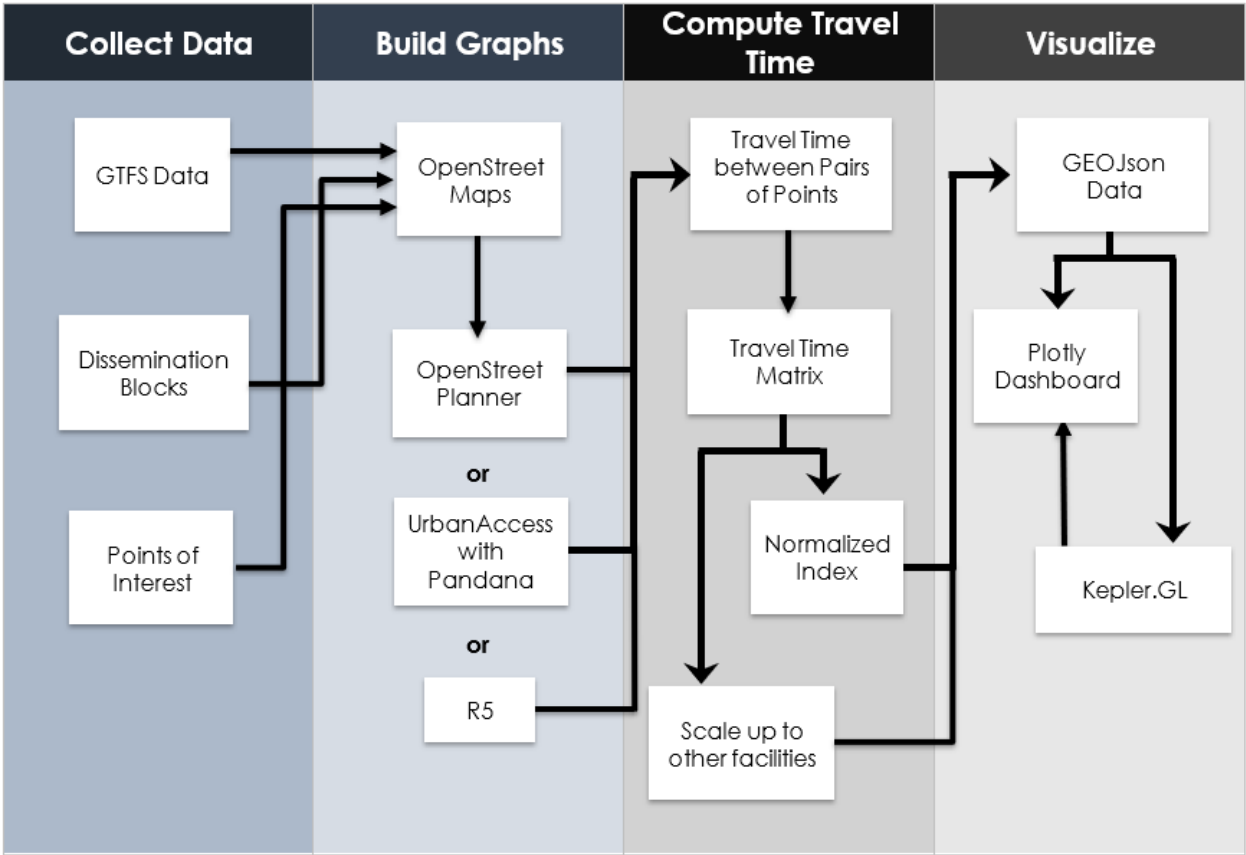 Collect Data
Build Graphs
Compute Travel
Time
Visualize
GTFS Data
Dissemination
Blocks
Points of
Interest
OpenStreet
Maps
OpenStreet
Planner
or
UrbanAccess
with
Pandana
or
R5
Travel Time
between Pairs
of Points
Travel Time
Matrix
Normalized
Index
Scale up to
other facilities
GEOJson
Data
Plotly
Dashboard
Kepler.GL